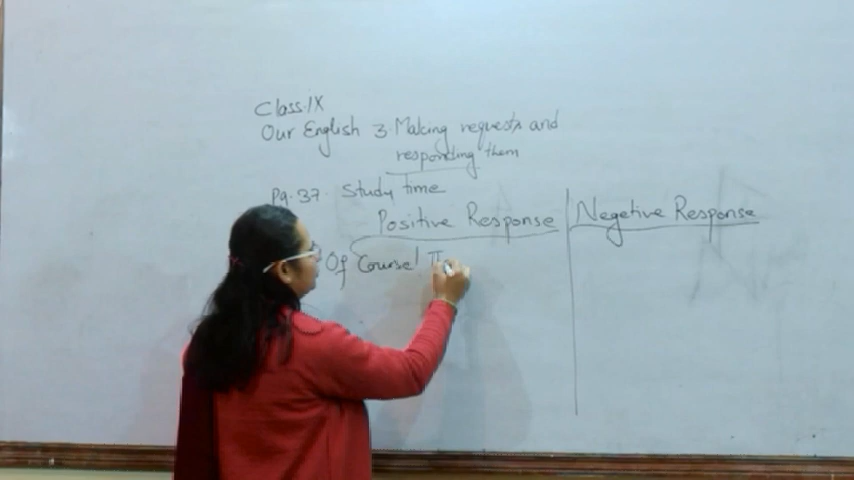 Class.IX
Our English 3. Making requests and
responding them
Pg. 37. Study time
Positive Response
Negetive Response
Of Course!